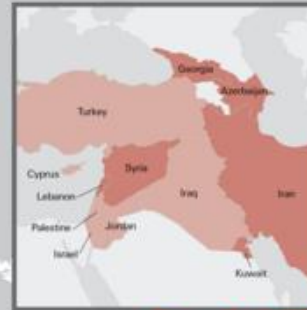 Georgia
Azerbaijan
Turkey
Cyprus
Syria
Lebanon
Iraq
Iran
Palestine
Jordan
Israel
Kuwait